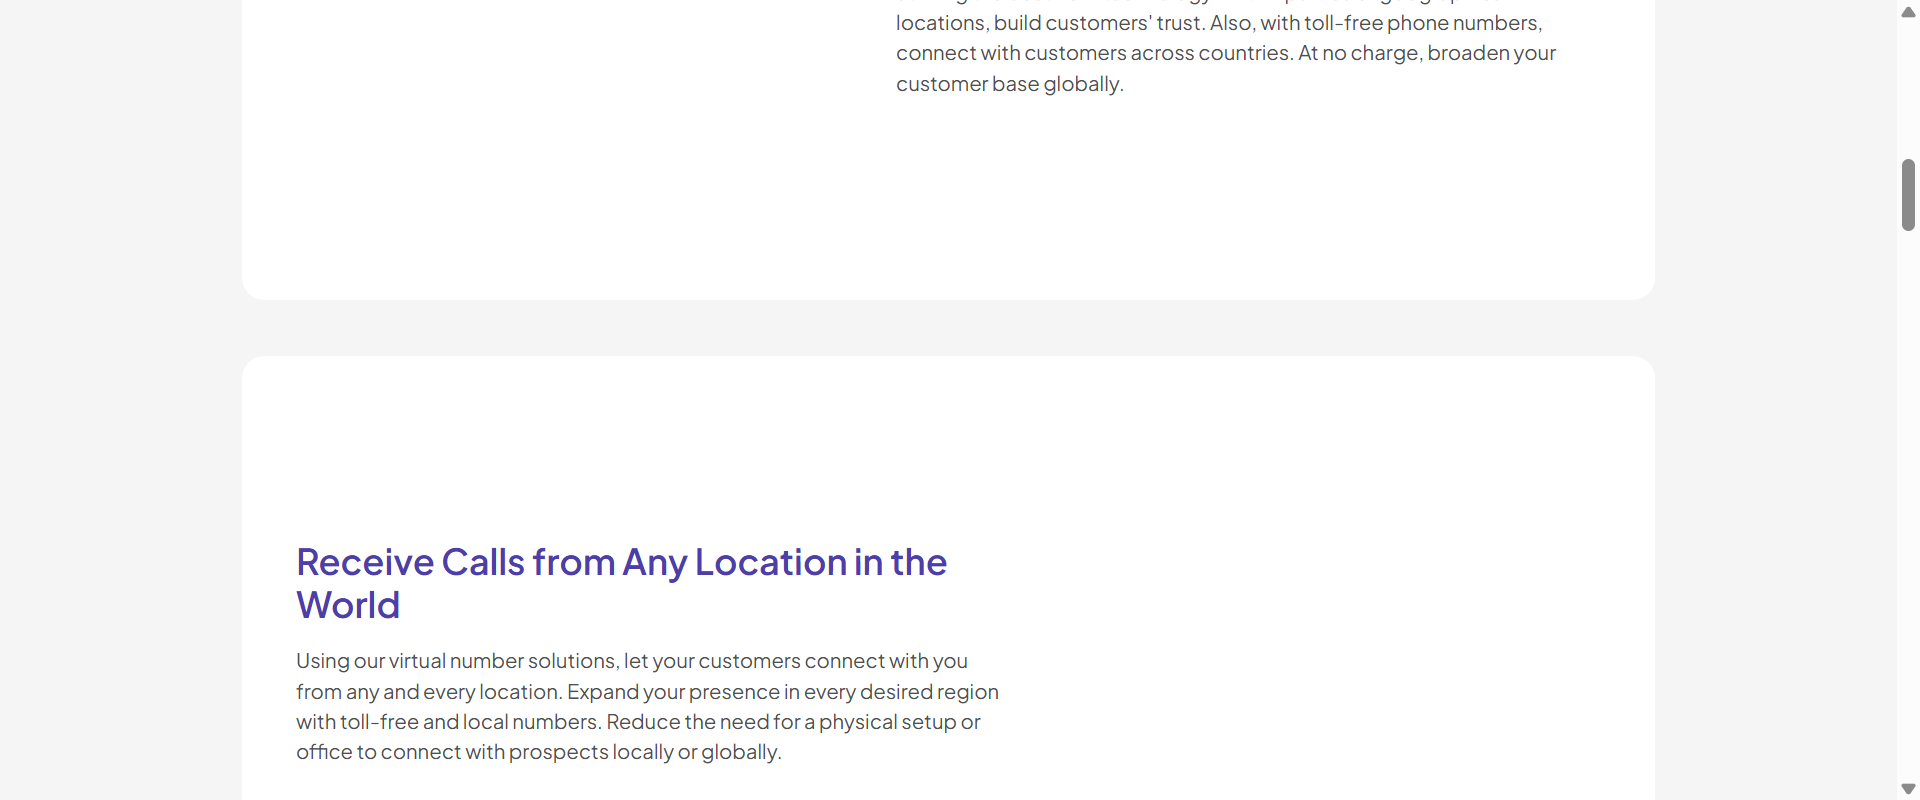 locations, build customers' trust. Also, with toll-free phone numbers,
connect with customers across countries. At no charge, broaden your
customer base globally.
Receive Calls from Any Location in the
World
Using our virtual number solutions, let your customers connect with you
from any and every location. Expand your presence in every desired region
with toll-free and local numbers. Reduce the need for a physical setup or
office to connect with prospects locally or globally.